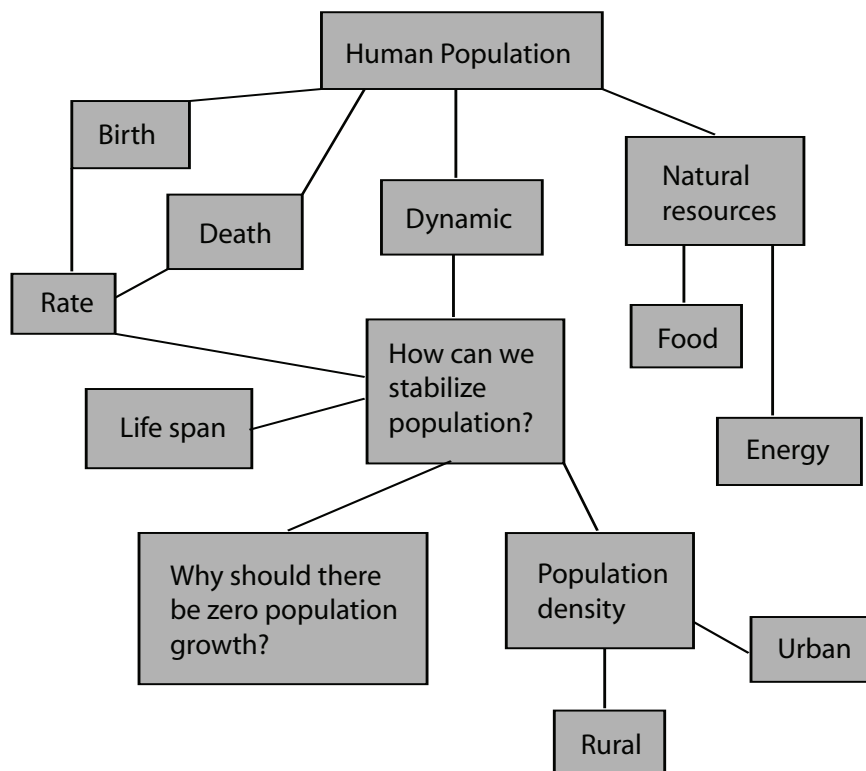 Human Population
Birth
Natural
resources
Death
Dynamic
Rate
Food
How can we
stabilize
population?
Life span
Energy
Why should there
be zero population
growth?
Population
density
Urban
Rural